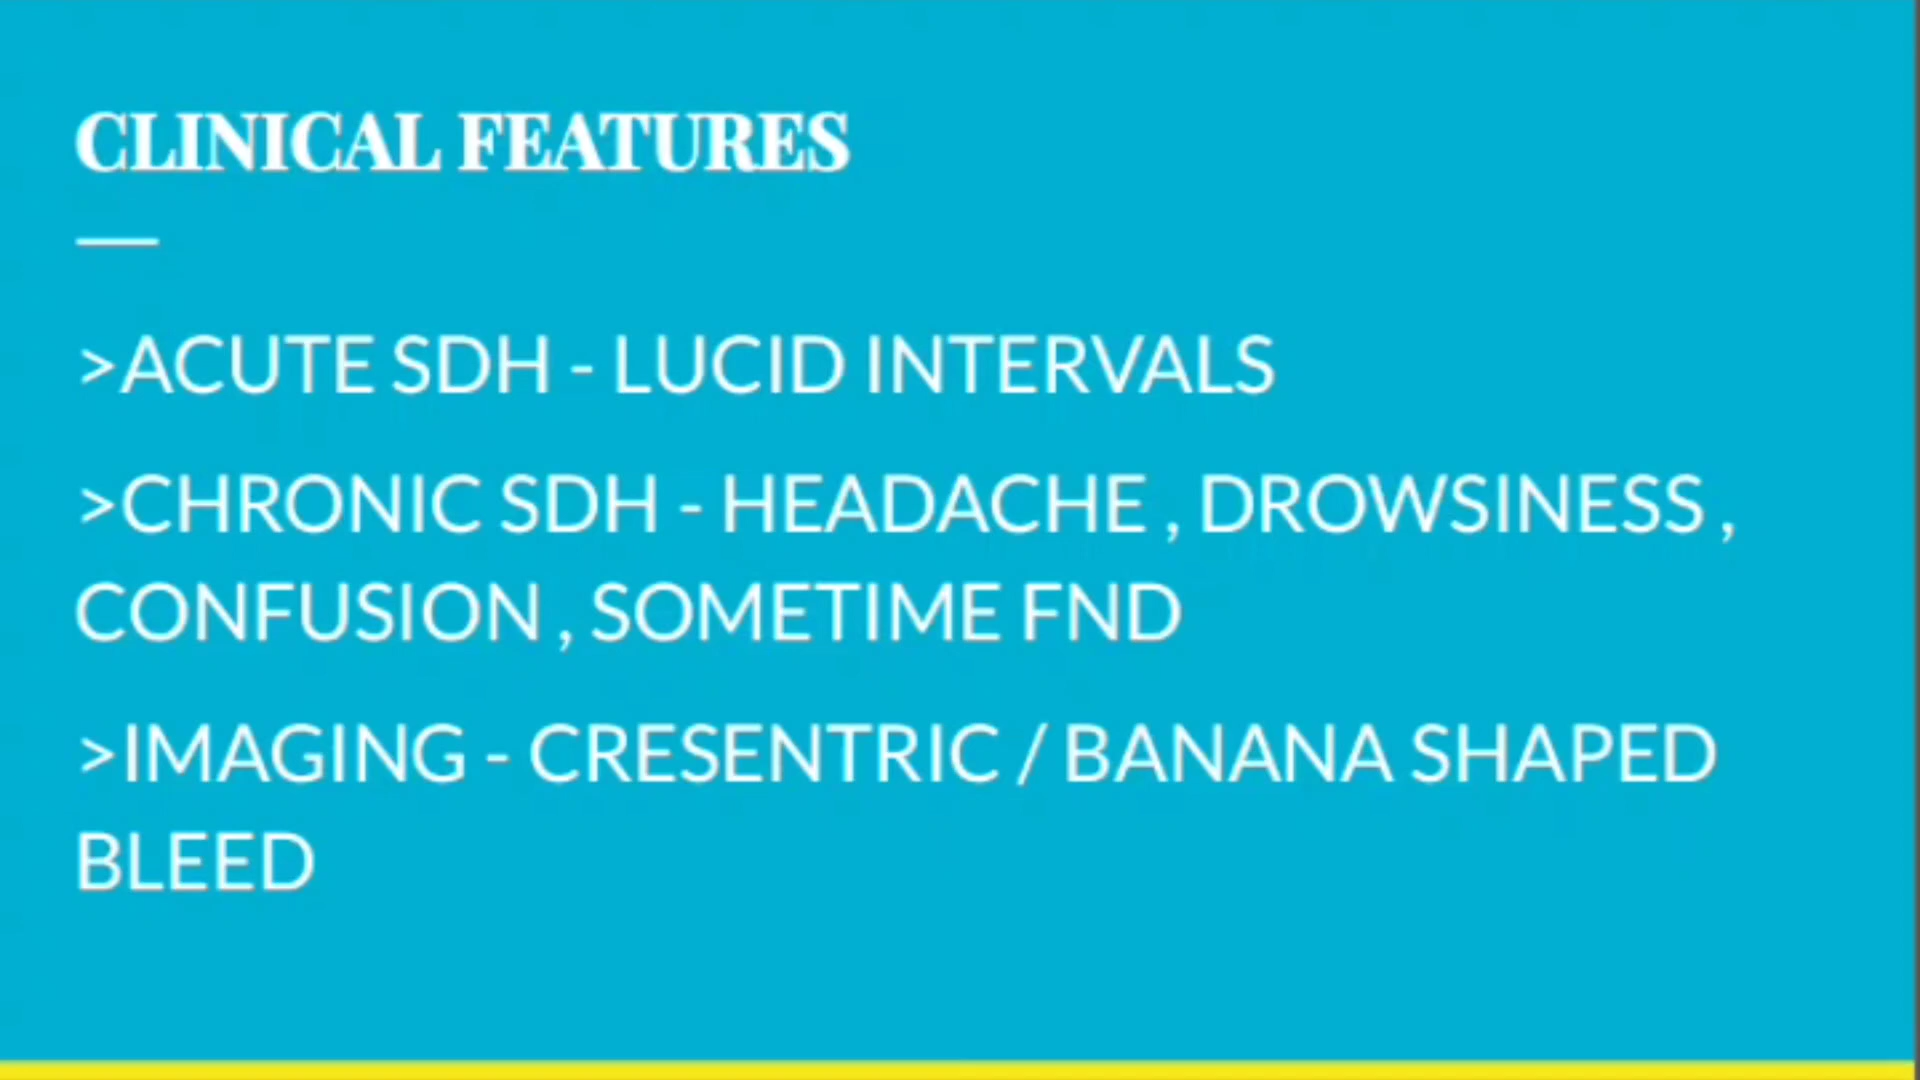 CLINICAL FEATURES
>ACUTE SDH - LUCID INTERVALS
>CHRONIC SDH - HEADACHE , DROWSINESS ,
CONFUSION , SOMETIME FND
>IMAGING - CRESENTRIC / BANANA SHAPED
BLEED